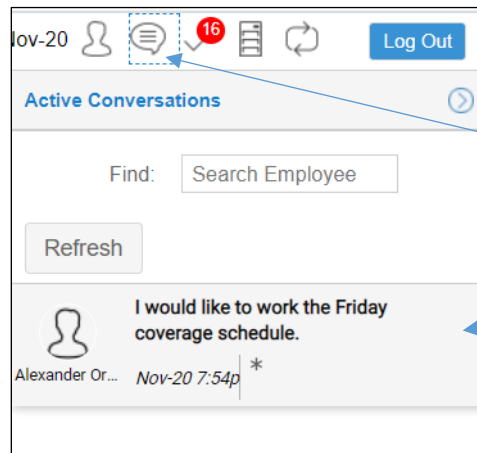 Nov-20 16 Log Out
Active Conversations
Find: Search Employee
Refresh
I would like to work the Friday
coverage schedule.
Alexander Or... Nov-20 7:54p *